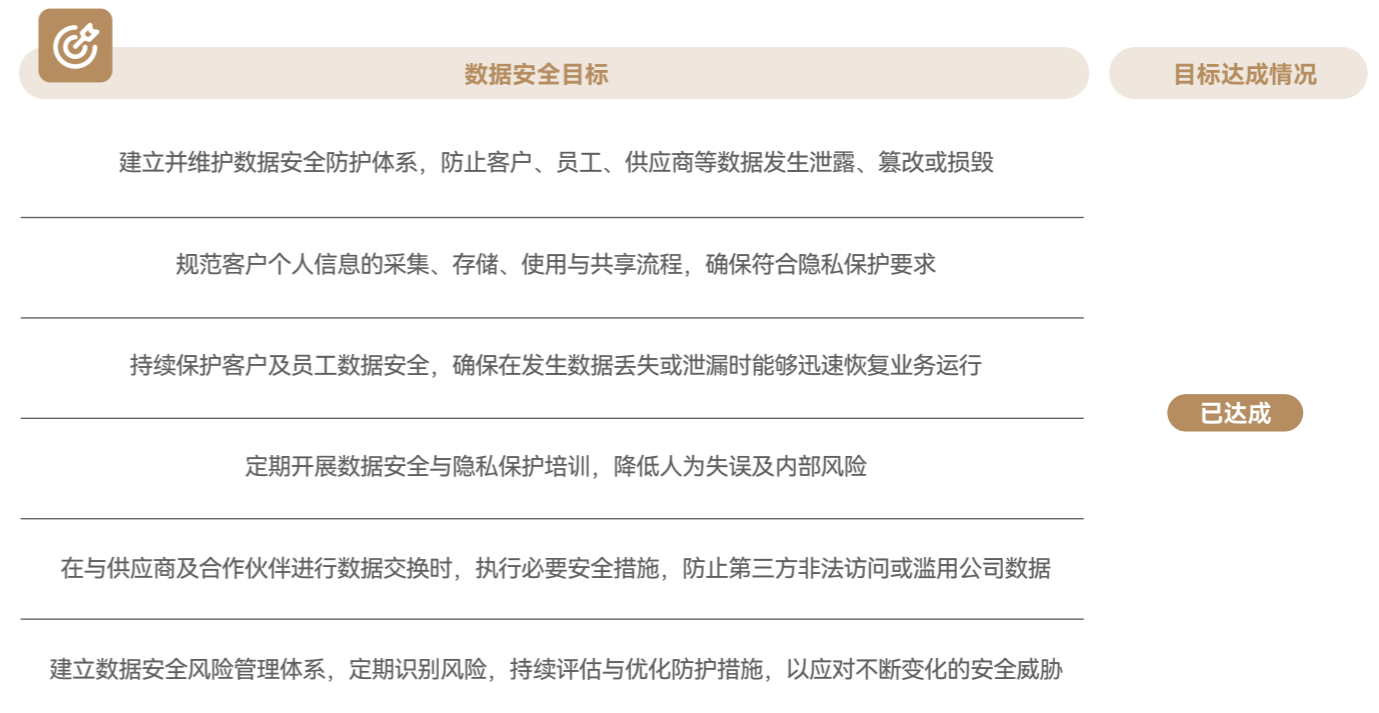 数据安全目标
目标达成情况
建立并维护数据安全防护体系，防止客户、员工、供应商等数据发生泄露、篡改或损毁
规范客户个人信息的采集、存储、使用与共享流程，确保符合隐私保护要求
持续保护客户及员工数据安全，确保在发生数据丢失或泄漏时能够迅速恢复业务运行
已达成
定期开展数据安全与隐私保护培训，降低人为失误及内部风险
在与供应商及合作伙伴进行数据交换时，执行必要安全措施，防止第三方非法访问或滥用公司数据
建立数据安全风险管理体系，定期识别风险，持续评估与优化防护措施，以应对不断变化的安全威胁